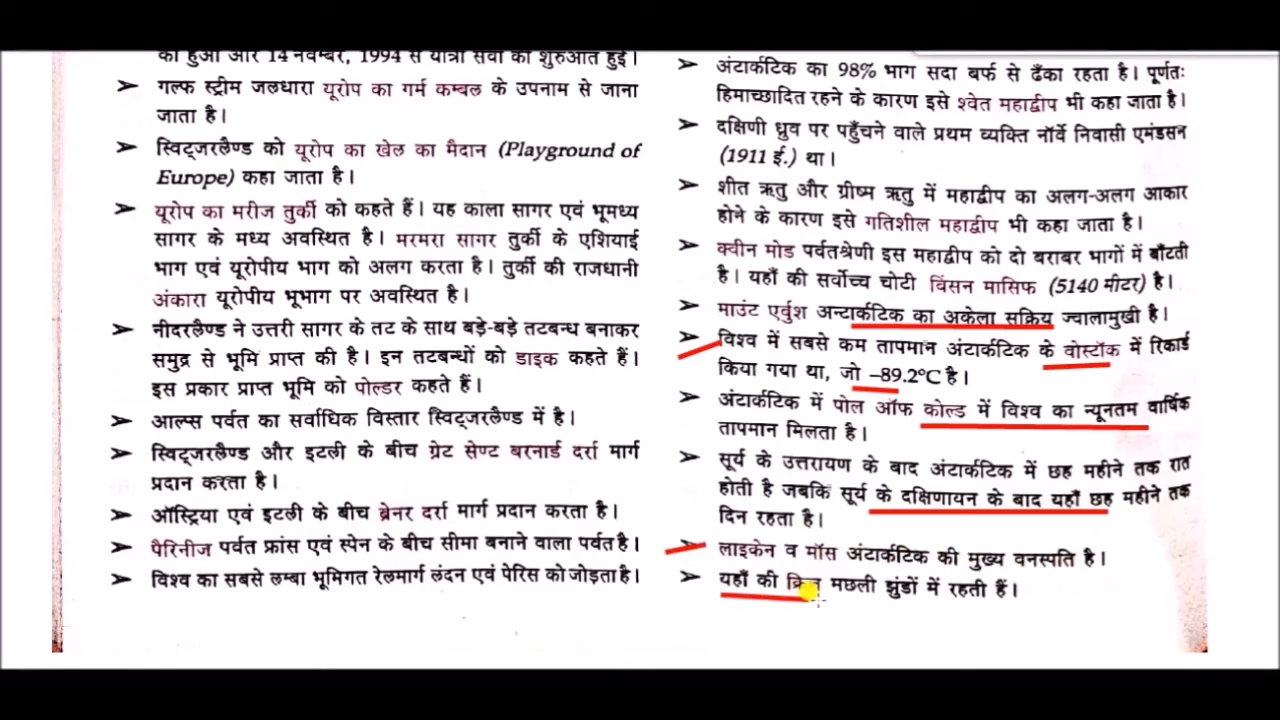 का हुआ और 14 नवम्बर, 1994 से यात्रा सेवा की शुरुआत हुई।
➤ गल्फ स्ट्रीम जलधारा यूरोप का गर्म कम्बल के उपनाम से जाना
जाता है।
➤ स्विट्जरलैण्ड को यूरोप का खेल का मैदान (Playground of
Europe) कहा जाता है।
➤ यूरोप का मरीज तुर्की को कहते हैं। यह काला सागर एवं भूमध्य
सागर के मध्य अवस्थित है। मरमरा सागर तुर्की के एशियाई
भाग एवं यूरोपीय भाग को अलग करता है। तुर्की की राजधानी
अंकारा यूरोपीय भूभाग पर अवस्थित है।
➤ नीदरलैण्ड ने उत्तरी सागर के तट के साथ बड़े-बड़े तटबन्ध बनाकर
समुद्र से भूमि प्राप्त की है। इन तटबन्धों को डाइक कहते हैं।
इस प्रकार प्राप्त भूमि को पोल्डर कहते हैं।
➤ आल्प्स पर्वत का सर्वाधिक विस्तार स्विट्जरलैण्ड में है।
➤ स्विट्जरलैण्ड और इटली के बीच ग्रेट सेण्ट बरनार्ड दर्रा मार्ग
प्रदान करता है।
➤ ऑस्ट्रिया एवं इटली के बीच ब्रेनर दर्रा मार्ग प्रदान करता है।
➤ पैरिनीज पर्वत फ्रांस एवं स्पेन के बीच सीमा बनाने वाला पर्वत है।
➤ विश्व का सबसे लम्बा भूमिगत रेलमार्ग लंदन एवं पेरिस को जोड़ता है।
➤ अंटार्कटिक का 98% भाग सदा बर्फ से ढँका रहता है। पूर्णतः
हिमाच्छादित रहने के कारण इसे श्वेत महाद्वीप भी कहा जाता है।
➤ दक्षिणी ध्रुव पर पहुँचने वाले प्रथम व्यक्ति नॉर्वे निवासी एमंडसन
(1911 ई.) था।
➤ शीत ऋतु और ग्रीष्म ऋतु में महाद्वीप का अलग-अलग आकार
होने के कारण इसे गतिशील महाद्वीप भी कहा जाता है।
➤ क्वीन मोड पर्वतश्रेणी इस महाद्वीप को दो बराबर भागों में बाँटती
है। यहाँ की सर्वोच्च चोटी विंसन मासिफ (5140 मीटर) है।
➤ माउंट एर्बुश अन्टार्कटिक का अकेला सक्रिय ज्वालामुखी है।
➤ विश्व में सबसे कम तापमान अंटार्कटिक के वोस्टॉक में रिकार्ड
किया गया था, जो –89.2°C है।
➤ अंटार्कटिक में पोल ऑफ कोल्ड में विश्व का न्यूनतम वार्षिक
तापमान मिलता है।
➤ सूर्य के उत्तरायण के बाद अंटार्कटिक में छह महीने तक रात
होती है जबकि सूर्य के दक्षिणायन के बाद यहाँ छह महीने तक
दिन रहता है।
➤ लाइकेन व मॉस अंटार्कटिक की मुख्य वनस्पति है।
➤ यहाँ की मछली झुंडों में रहती हैं।